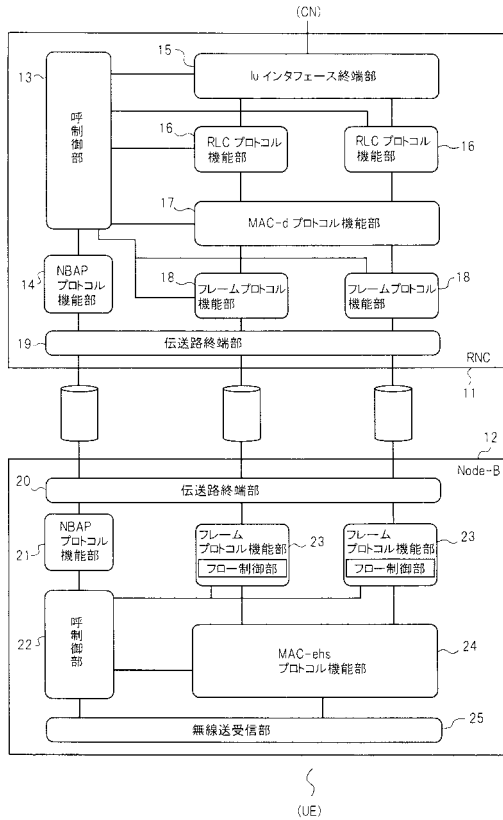 (CN)
15
Iuインタフェース終端部
13
呼制御部
16
RLCプロトコル
機能部
RLCプロトコル
機能部
16
17
MAC-dプロトコル機能部
14
NBAP
プロトコル
機能部
18
フレームプロトコル
機能部
フレームプロトコル
機能部
18
19
伝送路終端部
RNC
11
12
Node-B
20
伝送路終端部
21
NBAP
プロトコル
機能部
フレーム
プロトコル機能部
フロー制御部
23
フレーム
プロトコル機能部
フロー制御部
23
22
呼制御部
MAC-ehs
プロトコル機能部
24
無線送受信部
25
(UE)